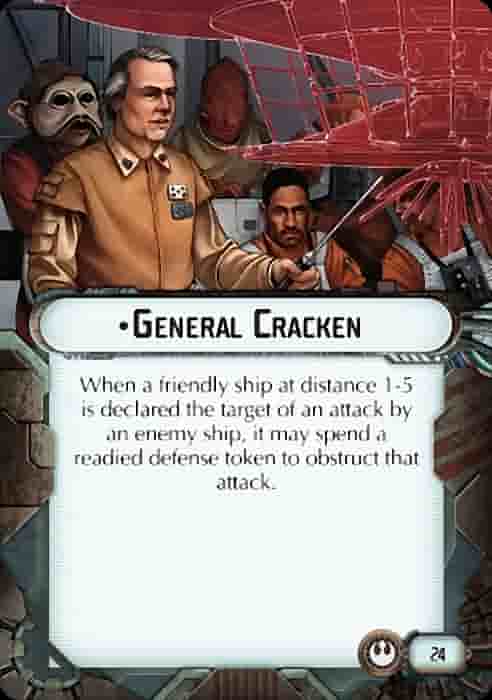 •GENERAL CRACKEN
When a friendly ship at distance 1-5
is declared the target of an attack by
an enemy ship, it may spend a
readied defense token to obstruct that
attack.
24